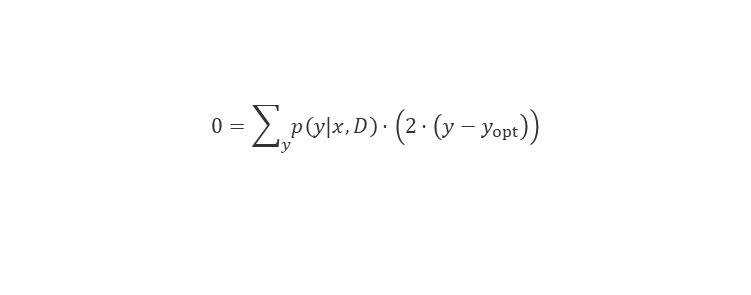 0 = ∑_y p(y|x, D) · (2 · (y − y_opt))